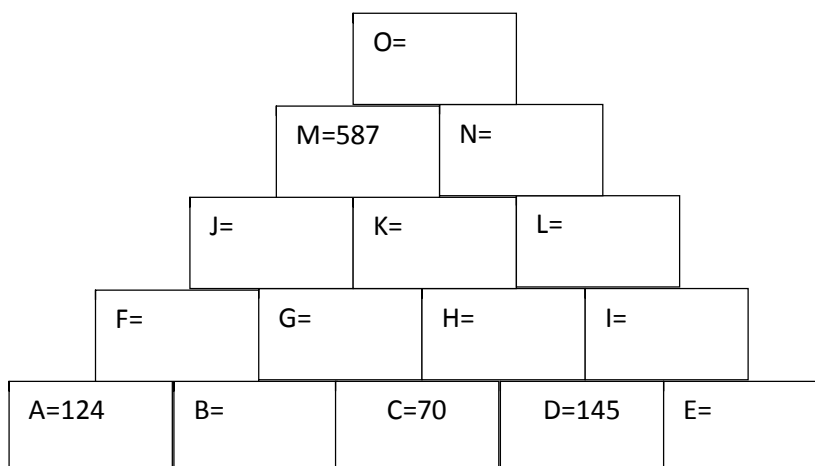 O=
M=587 N=
J= K= L=
F= G= H= I=
A=124 B= C=70 D=145 E=